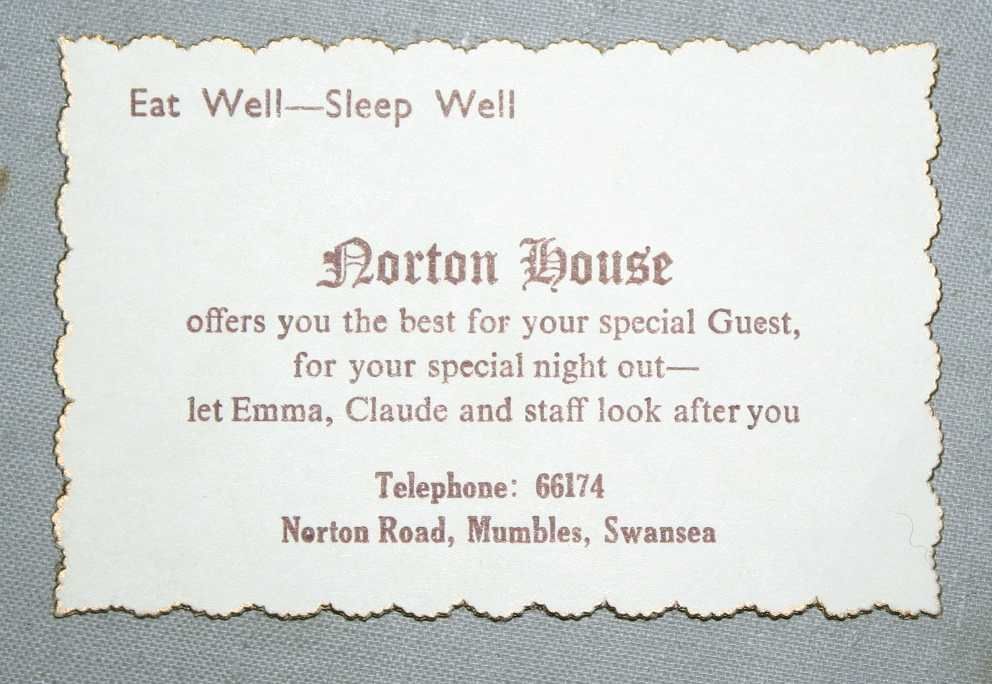 Eat Well—Sleep Well
Norton House
offers you the best for your special Guest,
for your special night out—
let Emma, Claude and staff look after you
Telephone: 66174
Norton Road, Mumbles, Swansea